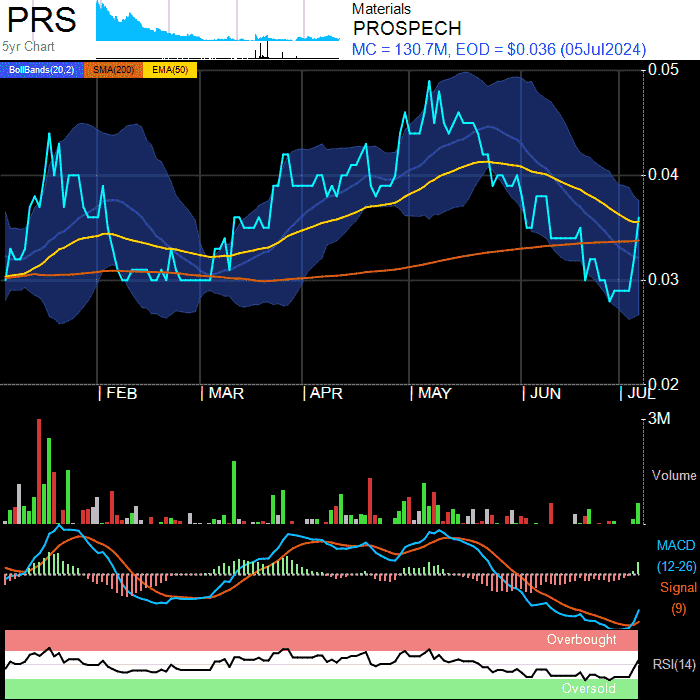 PRS
5yr Chart
Materials
PROSPECH
MC = 130.7M, EOD = $0.036 (05Jul2024)
BollBands(20,2) SMA(200) EMA(50)
0.05
0.04
0.03
0.02
FEB MAR APR MAY JUN JUL
3M
Volume
MACD
(12-26)
Signal
(9)
Overbought
RSI(14)
Oversold